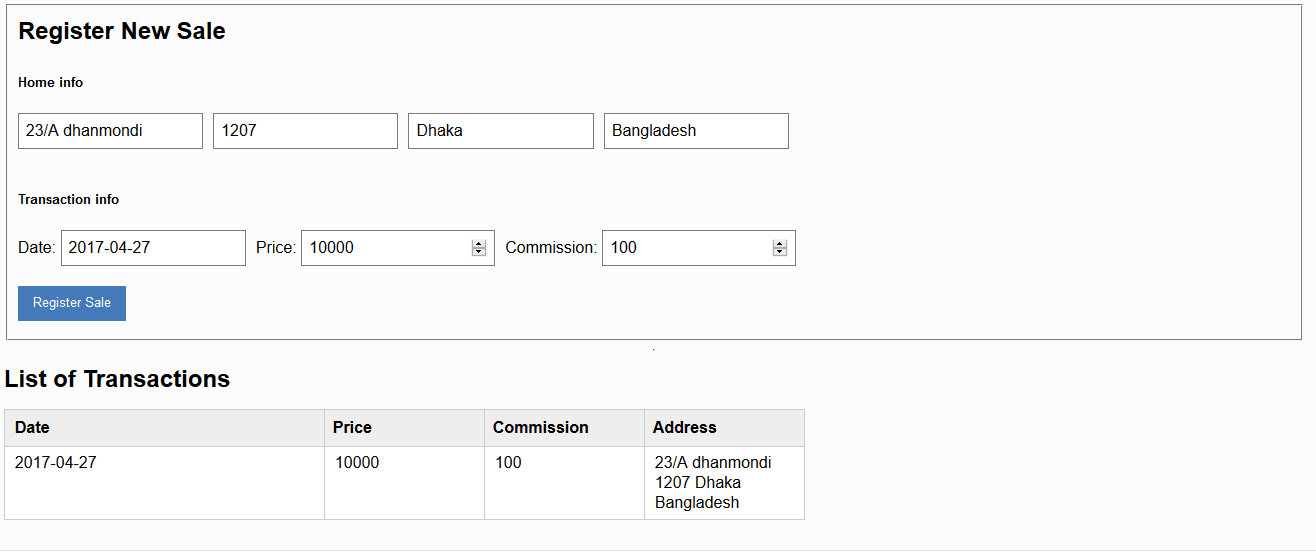 Register New Sale
Home info
23/A dhanmondi 1207 Dhaka Bangladesh
Transaction info
Date: 2017-04-27 Price: 10000 Commission: 100
Register Sale
List of Transactions
Date Price Commission Address
2017-04-27 10000 100 23/A dhanmondi
1207 Dhaka
Bangladesh